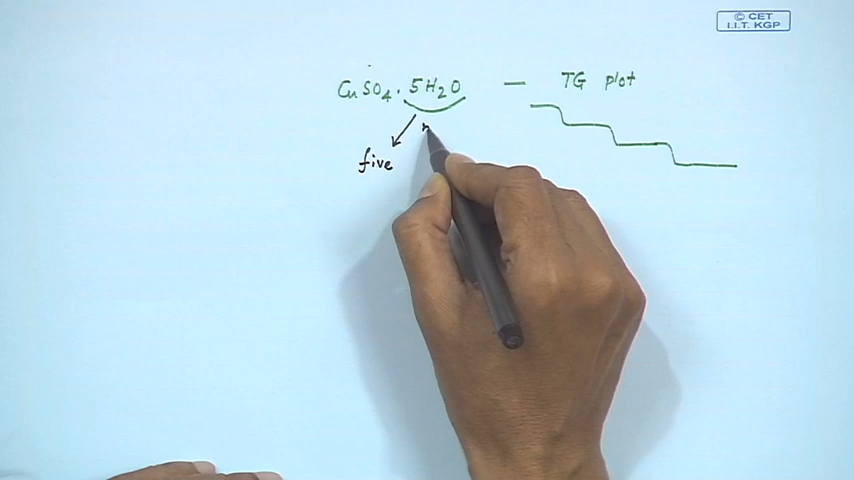 © CET
I.I.T. KGP
CuSO4 · 5H2O — TG plot
five